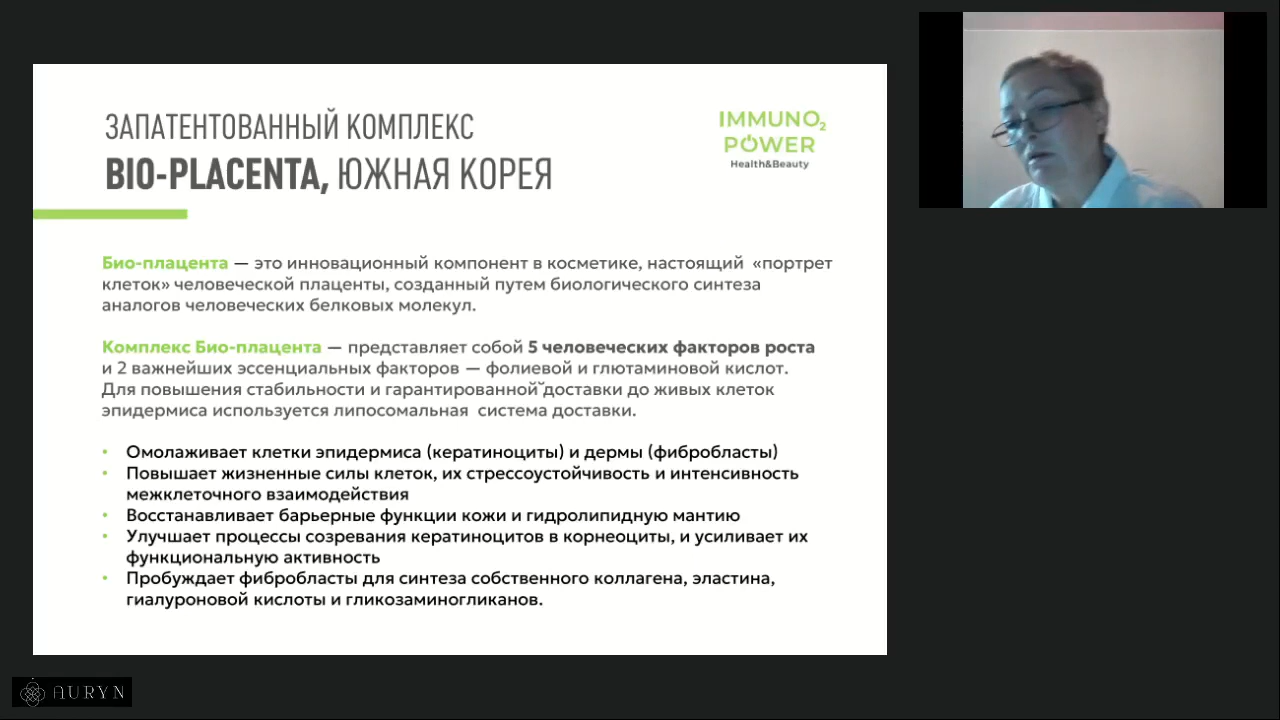 ЗАПАТЕНТОВАННЫЙ КОМПЛЕКС
BIO-PLACENTA, ЮЖНАЯ КОРЕЯ
IMMUNO2
POWER
Health&Beauty
Био-плацента — это инновационный компонент в косметике, настоящий «портрет
клеток» человеческой плаценты, созданный путем биологического синтеза
аналогов человеческих белковых молекул.
Комплекс Био-плацента — представляет собой 5 человеческих факторов роста
и 2 важнейших эссенциальных факторов — фолиевой и глютаминовой кислот.
Для повышения стабильности и гарантированной доставки до живых клеток
эпидермиса используется липосомальная система доставки.
• Омолаживает клетки эпидермиса (кератиноциты) и дермы (фибробласты)
• Повышает жизненные силы клеток, их стрессоустойчивость и интенсивность
межклеточного взаимодействия
• Восстанавливает барьерные функции кожи и гидролипидную мантию
• Улучшает процессы созревания кератиноцитов в корнеоциты, и усиливает их
функциональную активность
• Пробуждает фибробласты для синтеза собственного коллагена, эластина,
гиалуроновой кислоты и гликозаминогликанов.
AURYN